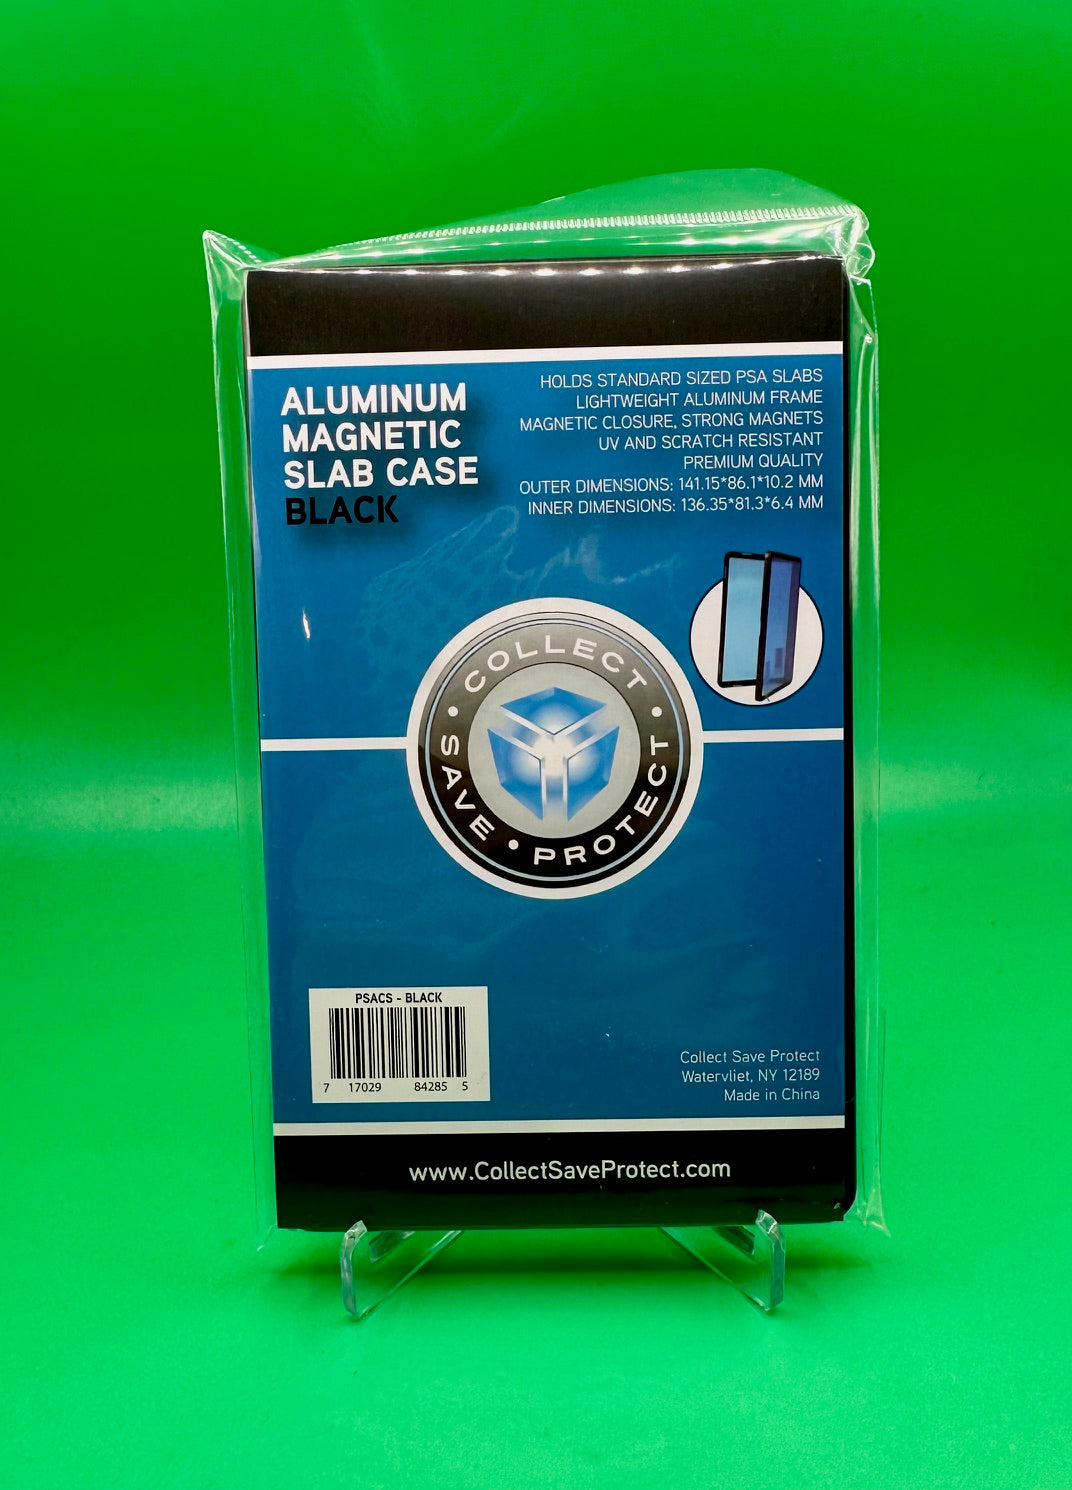 ALUMINUM
MAGNETIC
SLAB CASE
BLACK
HOLDS STANDARD SIZED PSA SLABS
LIGHTWEIGHT ALUMINUM FRAME
MAGNETIC CLOSURE, STRONG MAGNETS
UV AND SCRATCH RESISTANT
PREMIUM QUALITY
OUTER DIMENSIONS: 141.15*86.1*10.2 MM
INNER DIMENSIONS: 136.35*81.3*6.4 MM
COLLECT • SAVE • PROTECT •
PSACS - BLACK
7 17029 84285 5
Collect Save Protect
Watervliet, NY 12189
Made in China
www.CollectSaveProtect.com